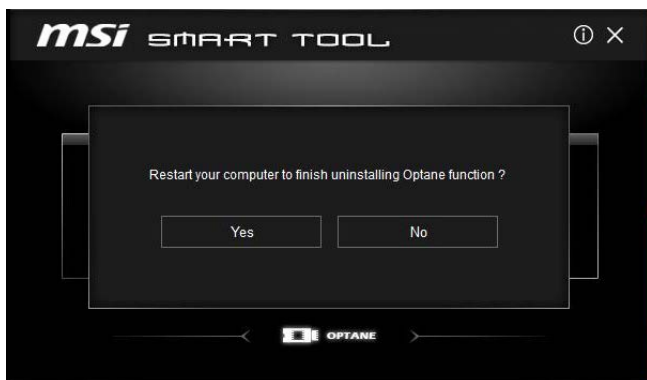 msi SMART TOOL
Restart your computer to finish uninstalling Optane function ?
Yes No
OPTANE